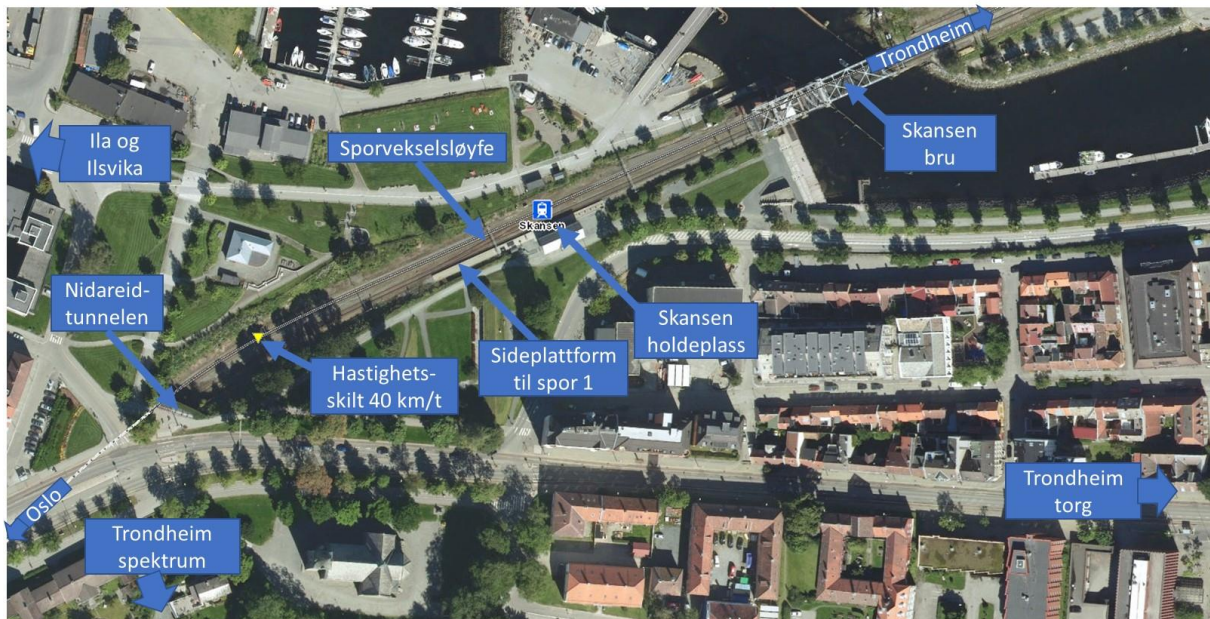 Trondheim
Ila og
Ilsvika
Sporvekselsløyfe
Skansen
bru
Skansen
Nidareid-
tunnelen
Hastighets-
skilt 40 km/t
Sideplattform
til spor 1
Skansen
holdeplass
Oslo
Trondheim
spektrum
Trondheim
torg